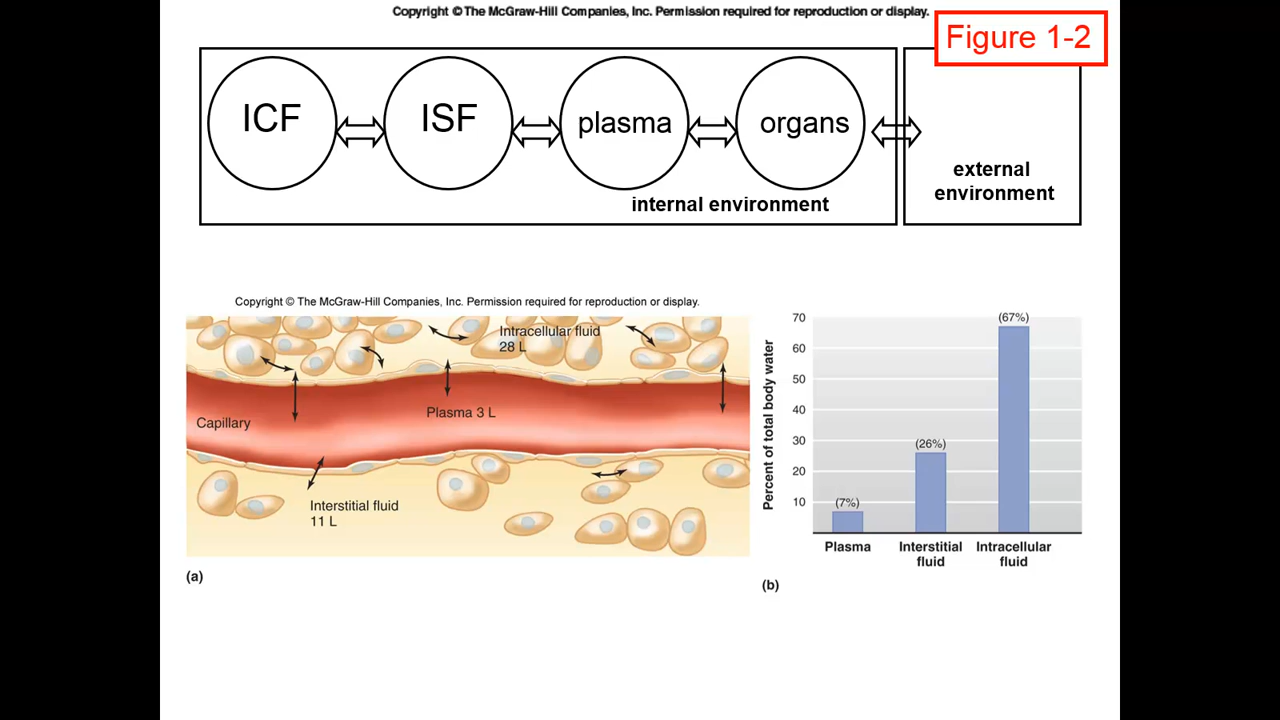 Copyright © The McGraw-Hill Companies, Inc. Permission required for reproduction or display.
Figure 1-2
ICF
ISF
plasma
organs
external
environment
internal environment
Copyright © The McGraw-Hill Companies, Inc. Permission required for reproduction or display.
Intracellular fluid
28 L
Capillary
Plasma 3 L
Interstitial fluid
11 L
(a)
Percent of total body water
70
60
50
40
30
20
10
(7%)
(26%)
(67%)
Plasma
Interstitial
fluid
Intracellular
fluid
(b)